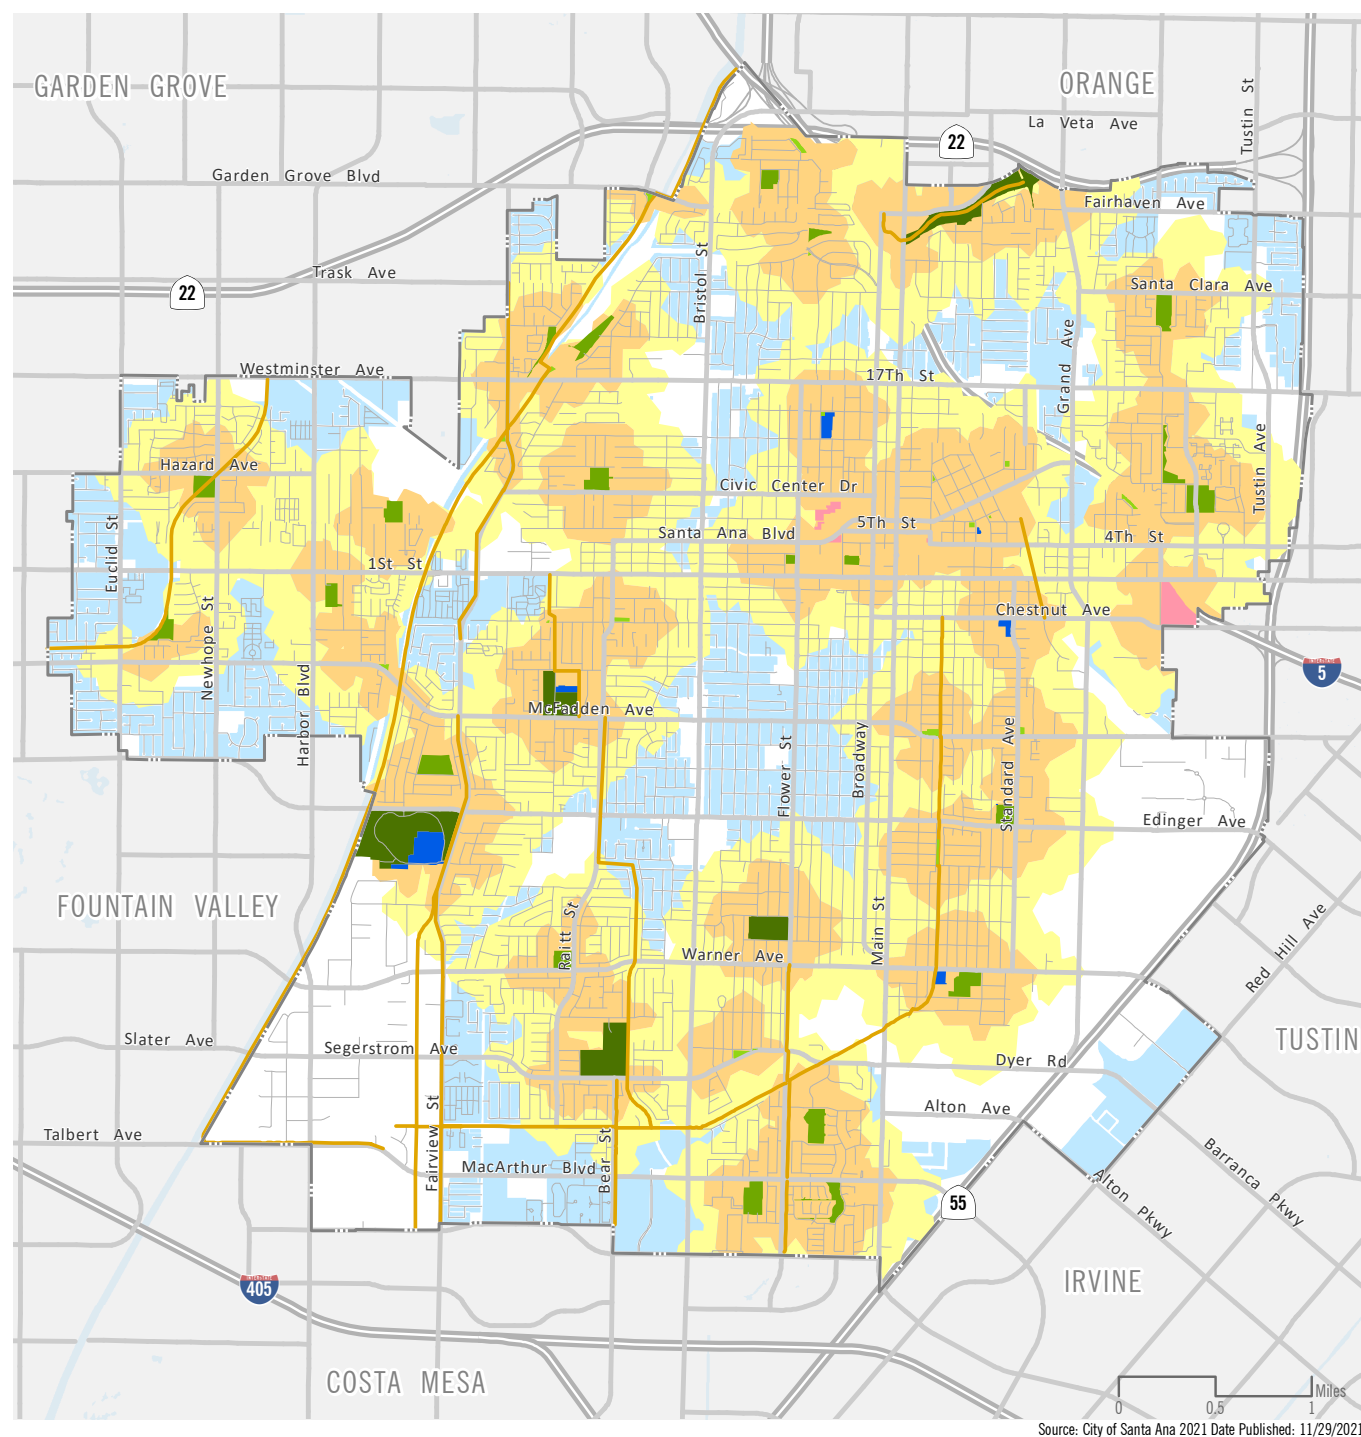 GARDEN GROVE
ORANGE
Tustin St
La Veta Ave
22
Garden Grove Blvd
Fairhaven Ave
Bristol St
Trask Ave
22
Santa Clara Ave
Grand Ave
Westminster Ave
17Th St
Hazard Ave
Tustin Ave
Civic Center Dr
Euclid St
5Th St
Santa Ana Blvd
4Th St
1St St
Newhope St
Chestnut Ave
Harbor Blvd
INTERSTATE
5
McFadden Ave
Flower St
Broadway
Standard Ave
Edinger Ave
FOUNTAIN VALLEY
Raitt St
Main St
Red Hill Ave
Warner Ave
Slater Ave
Segerstrom Ave
TUSTIN
Dyer Rd
Fairview St
Alton Ave
Talbert Ave
Bear St
MacArthur Blvd
Barranca Pkwy
Alton Pkwy
55
INTERSTATE
405
IRVINE
COSTA MESA
Miles
0 0.5 1
Source: City of Santa Ana 2021 Date Published: 11/29/2021